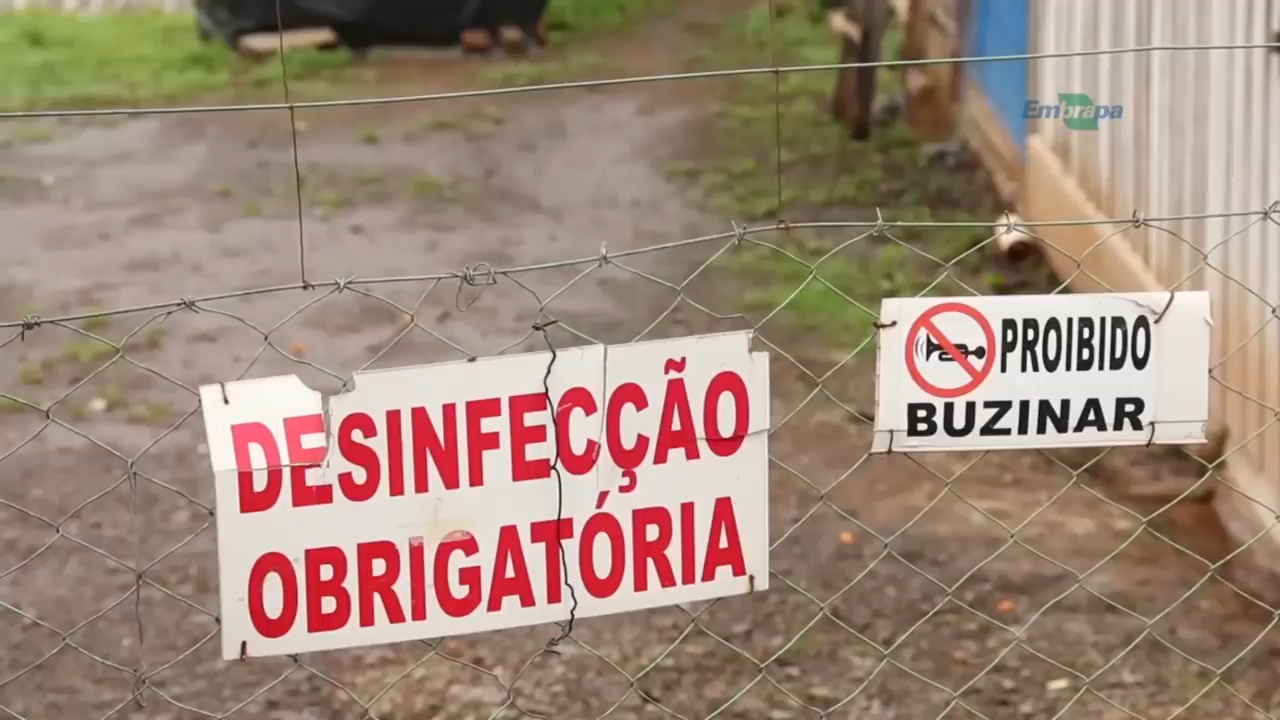 Embrapa
PROIBIDO
BUZINAR
DESINFECÇÃO
OBRIGATÓRIA